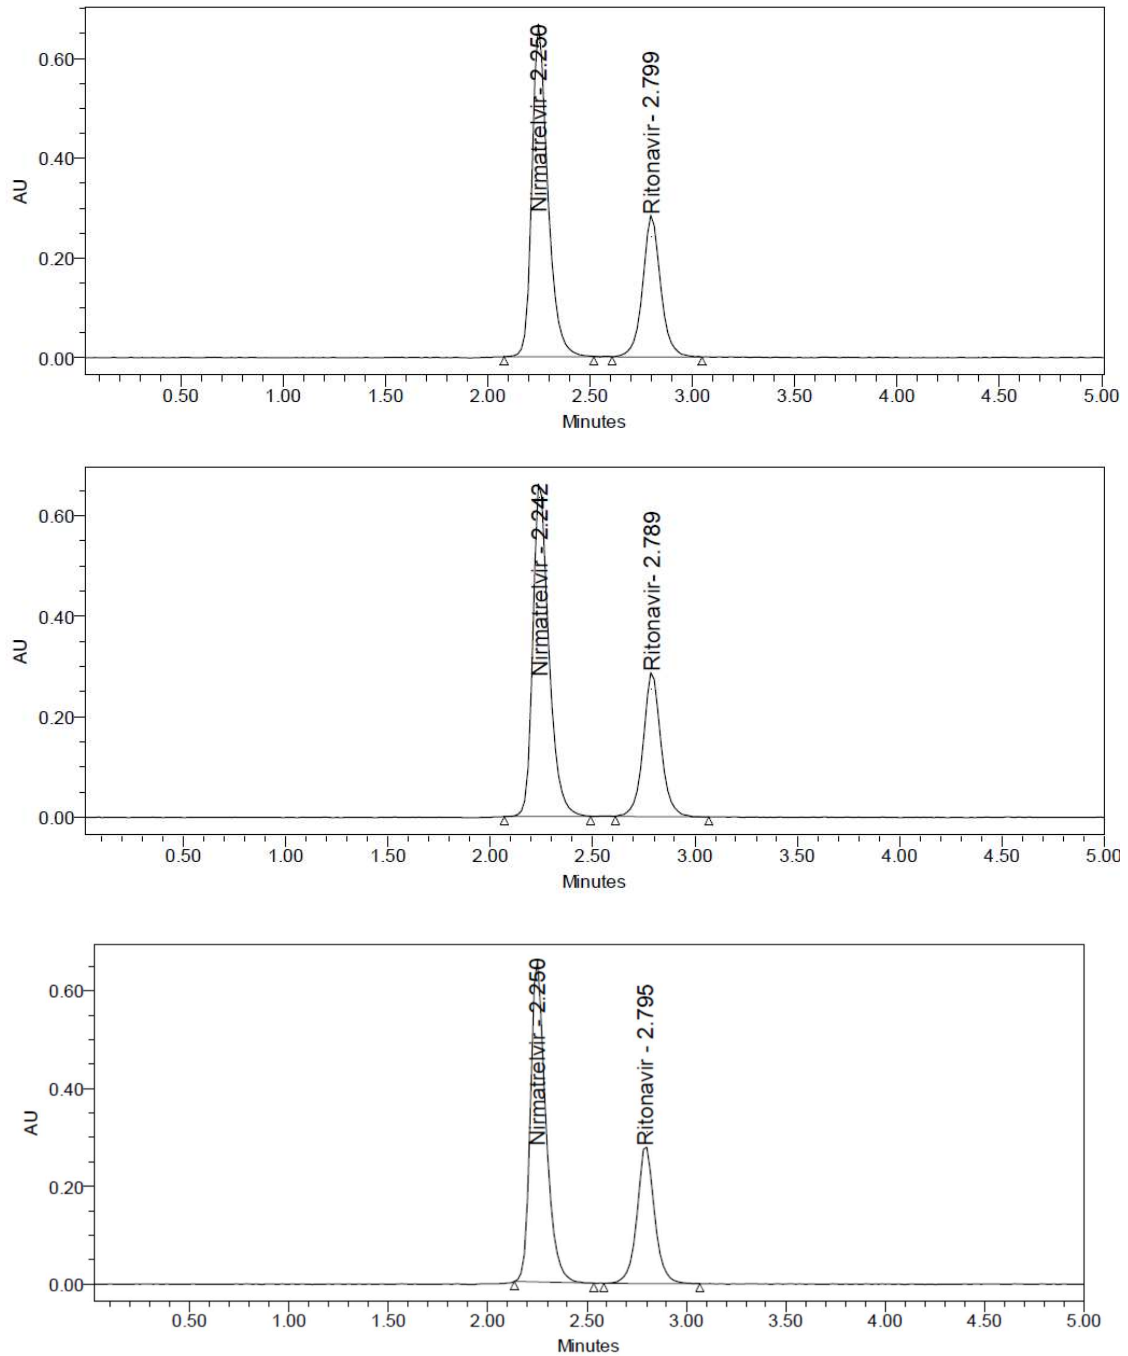 0.60
0.40
0.20
0.00
AU
Nirmatrelvir- 2.250
Ritonavir- 2.799
0.50 1.00 1.50 2.00 2.50 3.00 3.50 4.00 4.50 5.00
Minutes
0.60
0.40
0.20
0.00
AU
Nirmatrelvir - 2.242
Ritonavir- 2.789
0.50 1.00 1.50 2.00 2.50 3.00 3.50 4.00 4.50 5.00
Minutes
0.60
0.40
0.20
0.00
AU
Nirmatrelvir - 2.250
Ritonavir - 2.795
0.50 1.00 1.50 2.00 2.50 3.00 3.50 4.00 4.50 5.00
Minutes